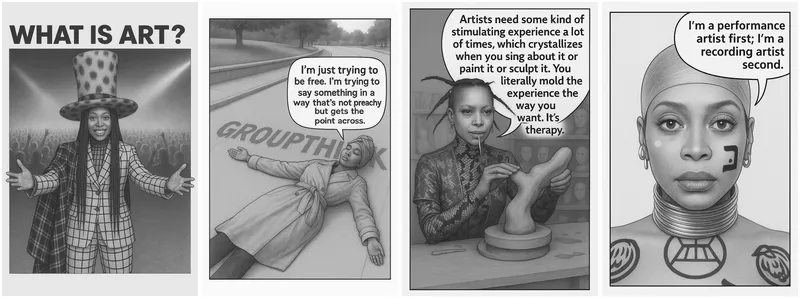 WHAT IS ART?
I'm just trying to
be free. I'm trying to
say something in a
way that's not preachy
but gets the
point across.
GROUPTHINK
Artists need some kind of
stimulating experience a lot
of times, which crystallizes
when you sing about it or
paint it or sculpt it. You
literally mold the
experience the
way you
want. It's
therapy.
I'm a performance
artist first; I'm a
recording artist
second.